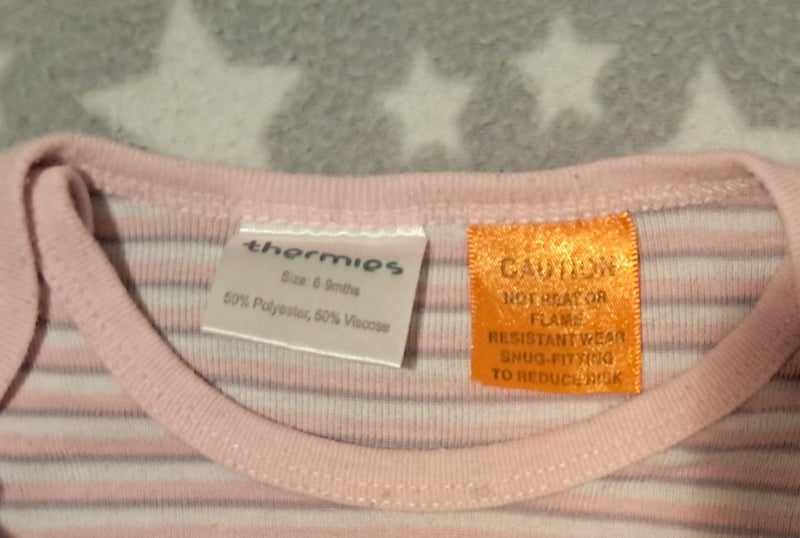 thermies
Size: 6-9mths
50% Polyester, 50% Viscose
CAUTION
NOT HEAT OR
FLAME
RESISTANT WEAR
SNUG-FITTING
TO REDUCE RISK